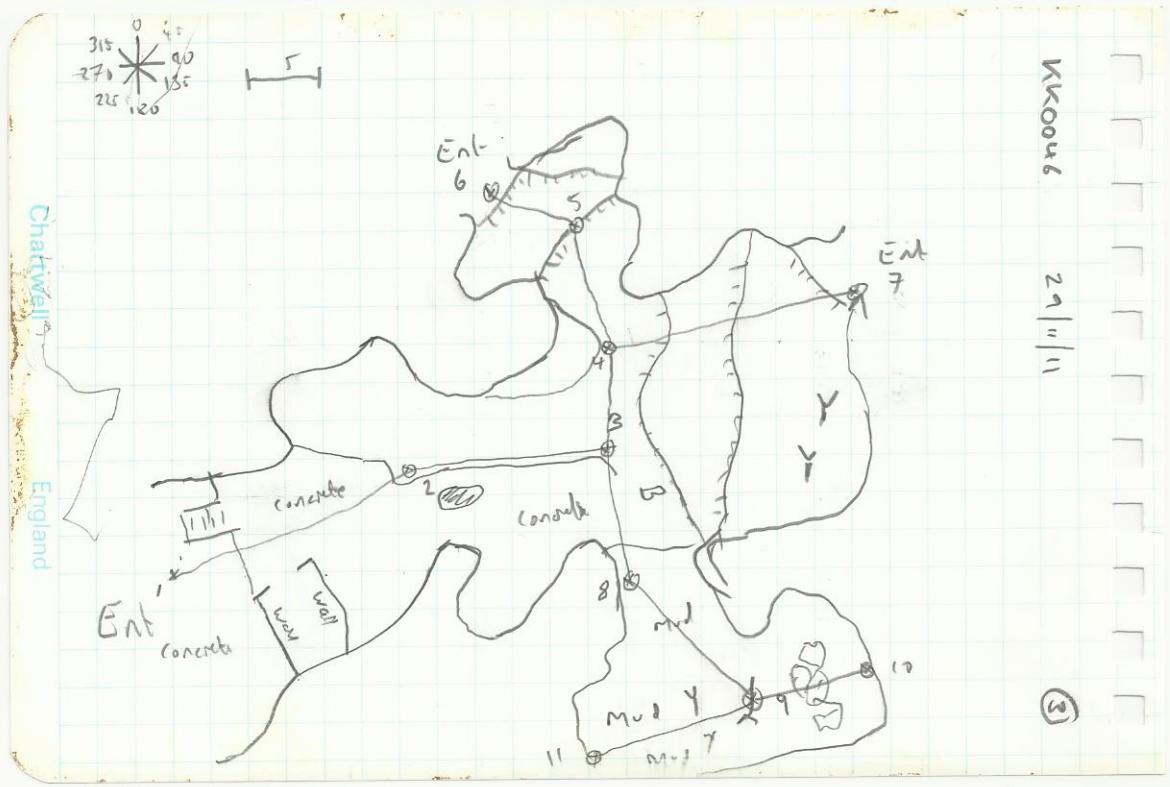 0
315 45
270 90
225 135
180
5
KK0046
29/11/11
3
Ent
6
5
Ent
7
4
3
2
B
Y
Y
Concrete
Concrete
1
Ent
Concrete
Wall
Wall
8
Mud
9
10
Mud Y
11
Mud Y
Chartwell
England